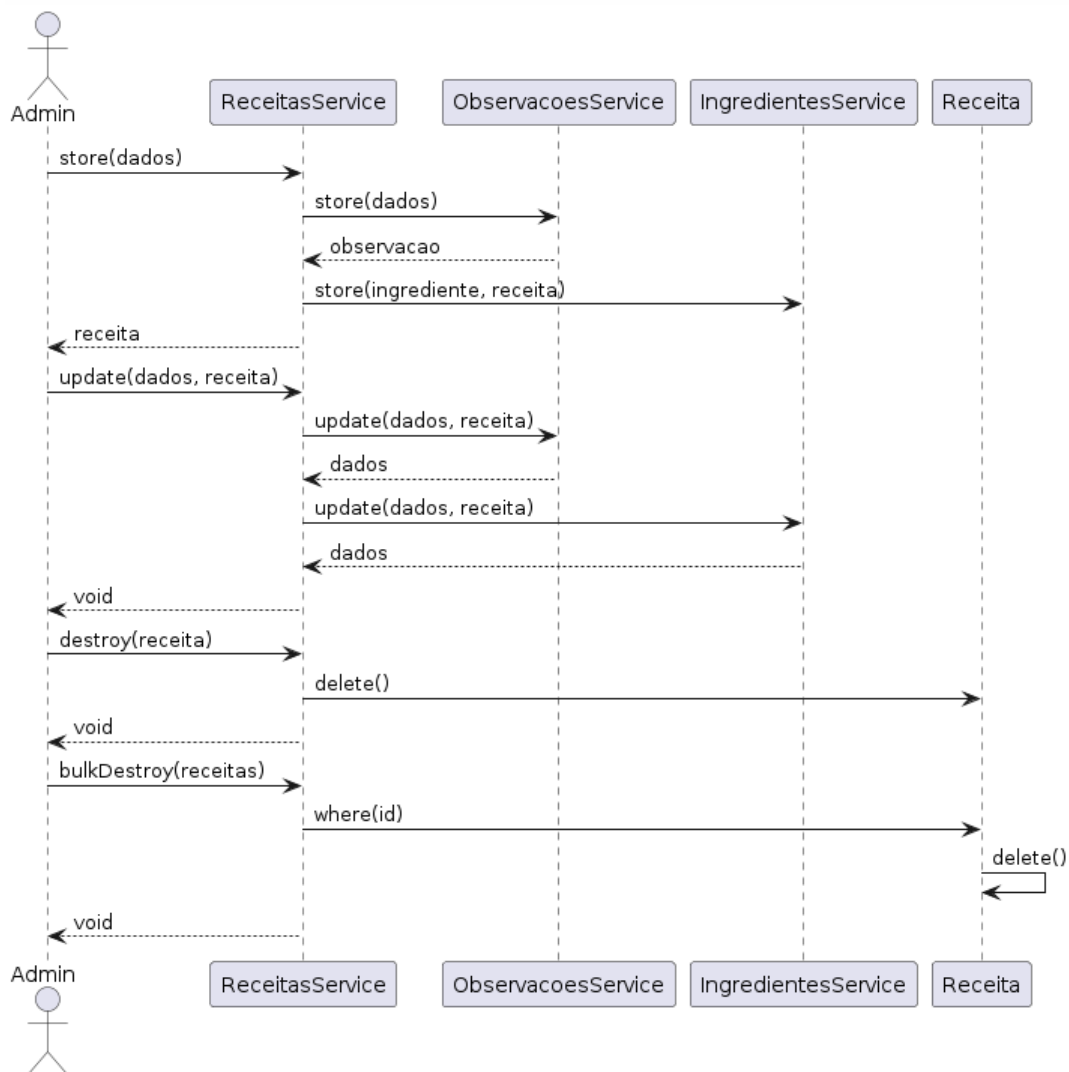 Admin
ReceitasService
ObservacoesService
IngredientesService
Receita
store(dados)
store(dados)
observacao
store(ingrediente, receita)
receita
update(dados, receita)
update(dados, receita)
dados
update(dados, receita)
dados
void
destroy(receita)
delete()
void
bulkDestroy(receitas)
where(id)
delete()
void
Admin
ReceitasService
ObservacoesService
IngredientesService
Receita